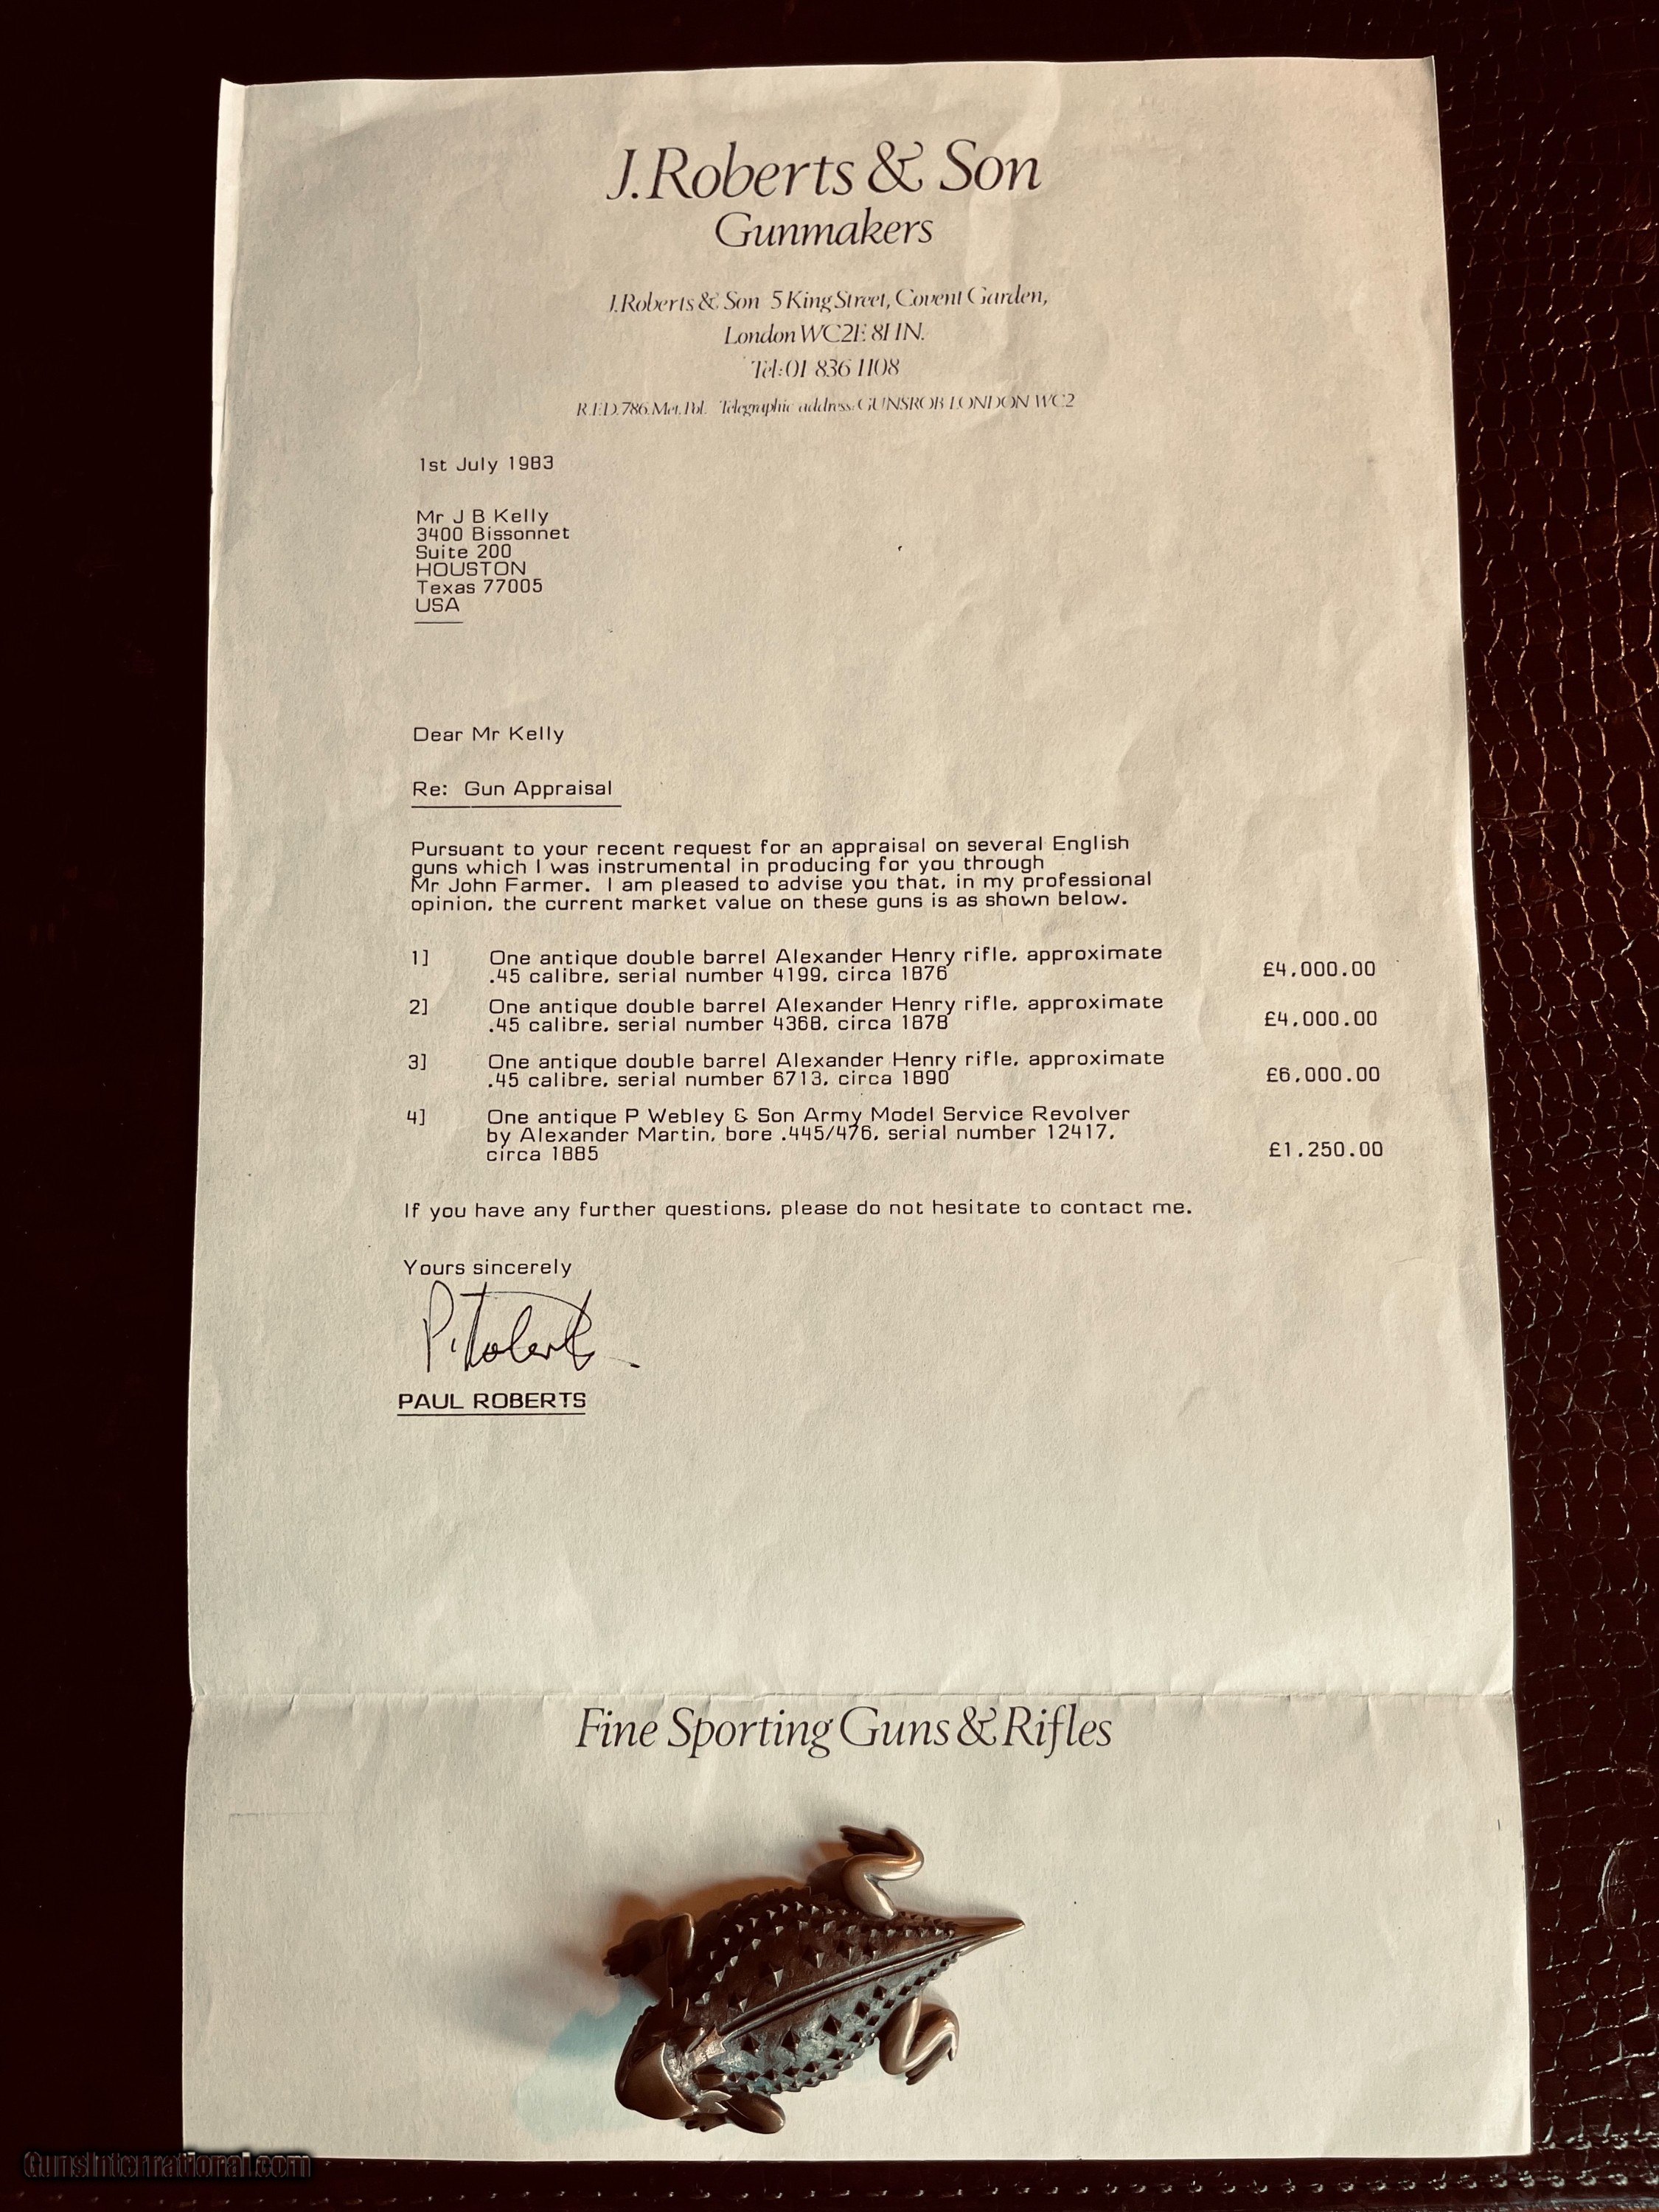 J. Roberts & Son
Gunmakers
J. Roberts & Son 5 King Street, Covent Garden,
London WC2E 8HN.
Tel: 01 836 1108
R.F.D. 786. Met. Pol. Telegraphic address: GUNSROB LONDON WC2
1st July 1983
Mr J B Kelly
3400 Bissonnet
Suite 200
HOUSTON
Texas 77005
USA
Dear Mr Kelly
Re: Gun Appraisal
Pursuant to your recent request for an appraisal on several English
guns which I was instrumental in producing for you through
Mr John Farmer. I am pleased to advise you that, in my professional
opinion, the current market value on these guns is as shown below.
1] One antique double barrel Alexander Henry rifle, approximate
.45 calibre, serial number 4199, circa 1876 £4,000.00
2] One antique double barrel Alexander Henry rifle, approximate
.45 calibre, serial number 4368, circa 1878 £4,000.00
3] One antique double barrel Alexander Henry rifle, approximate
.45 calibre, serial number 6713, circa 1890 £6,000.00
4] One antique P Webley & Son Army Model Service Revolver
by Alexander Martin, bore .445/476, serial number 12417,
circa 1885 £1,250.00
If you have any further questions, please do not hesitate to contact me.
Yours sincerely
P. Roberts
PAUL ROBERTS
Fine Sporting Guns & Rifles
GunsInternational.com